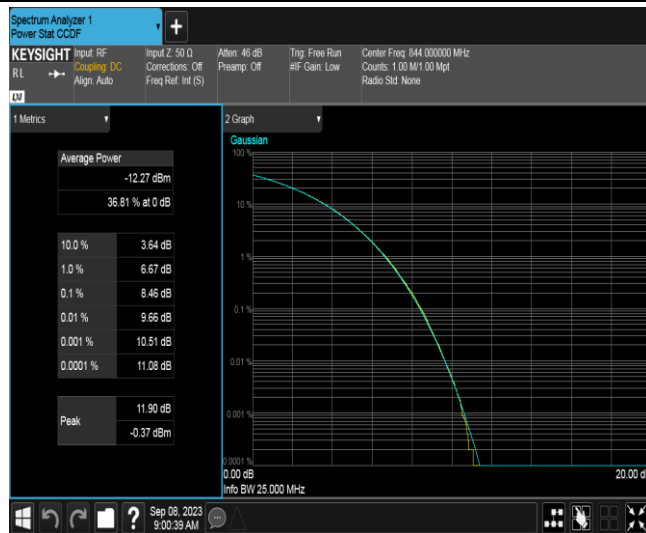 Spectrum Analyzer 1
Power Stat CCDF
+
KEYSIGHT
RL
LXI
Input: RF
Coupling: DC
Align: Auto
Input Z: 50 Ω
Corrections: Off
Freq Ref: Int (S)
Atten: 46 dB
Preamp: Off
Trig: Free Run
#IF Gain: Low
Center Freq: 844.000000 MHz
Counts: 1.00 M/1.00 Mpt
Radio Std: None
1 Metrics
Average Power
-12.27 dBm
36.81 % at 0 dB
10.0 % 3.64 dB
1.0 % 6.67 dB
0.1 % 8.46 dB
0.01 % 9.66 dB
0.001 % 10.51 dB
0.0001 % 11.08 dB
Peak
11.90 dB
-0.37 dBm
2 Graph
Gaussian
100 %
10 %
1 %
0.1 %
0.01 %
0.001 %
0.0001 %
0.00 dB
20.00 d
Info BW 25.000 MHz
?
Sep 08, 2023
9:00:39 AM